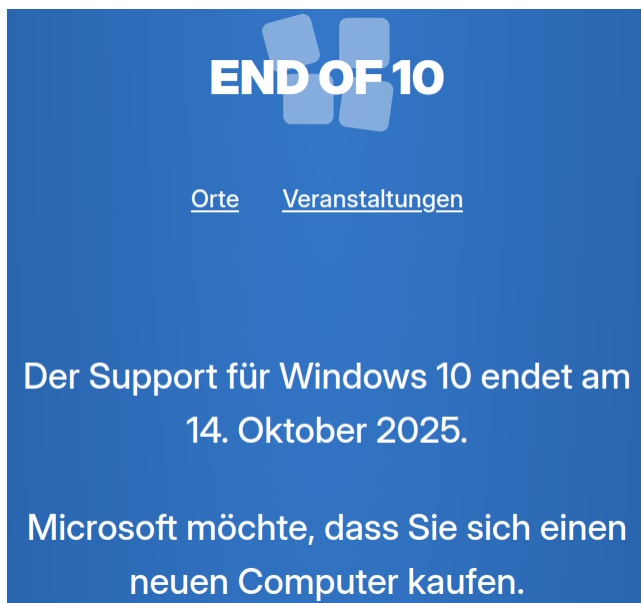 END OF 10
Orte Veranstaltungen
Der Support für Windows 10 endet am
14. Oktober 2025.
Microsoft möchte, dass Sie sich einen
neuen Computer kaufen.